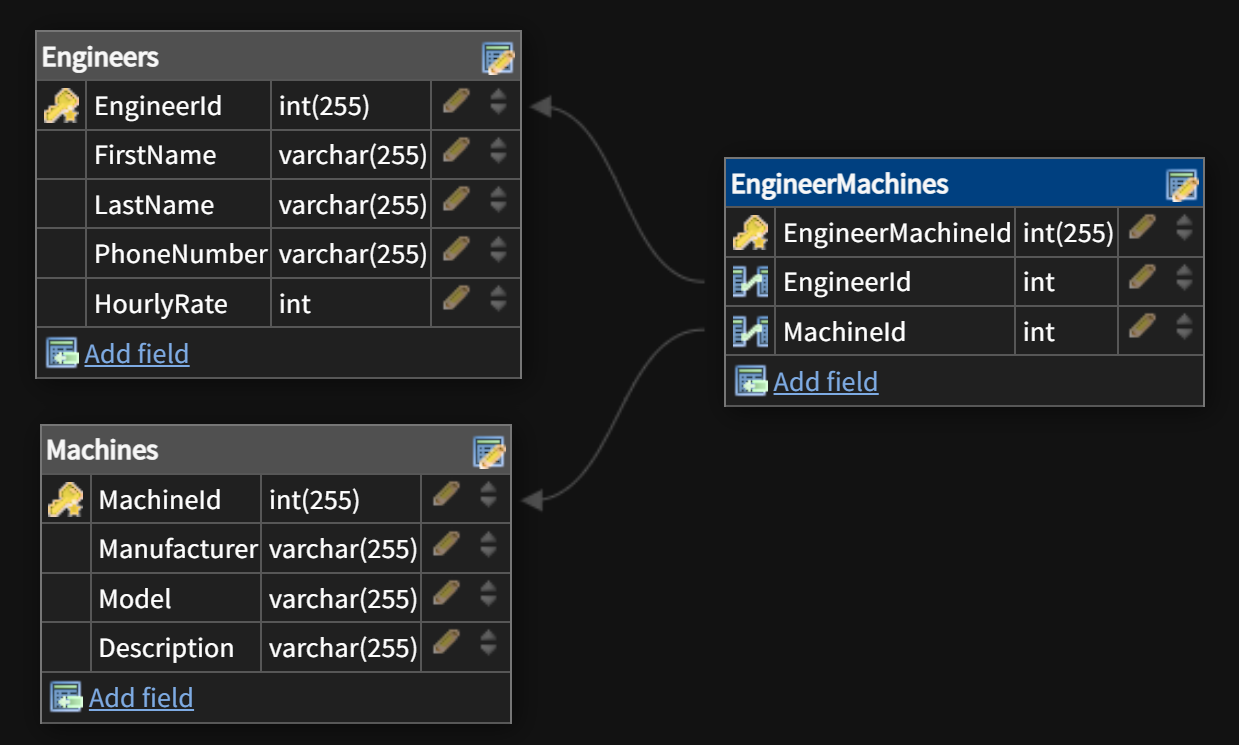 Engineers
EngineerId int(255)
FirstName varchar(255)
LastName varchar(255)
PhoneNumber varchar(255)
HourlyRate int
Add field
EngineerMachines
EngineerMachineId int(255)
EngineerId int
MachineId int
Add field
Machines
MachineId int(255)
Manufacturer varchar(255)
Model varchar(255)
Description varchar(255)
Add field